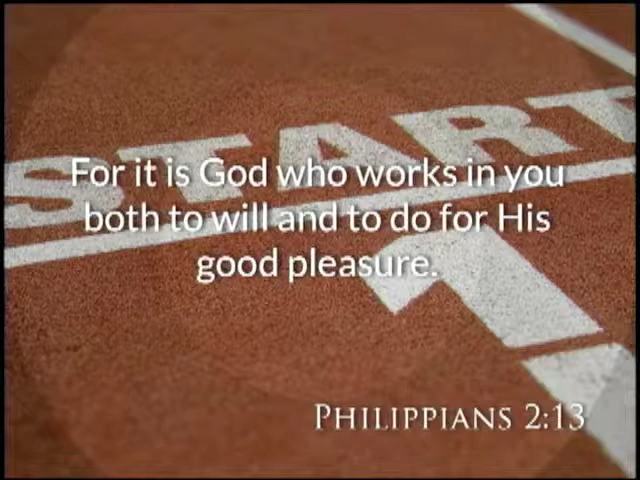 START
For it is God who works in you
both to will and to do for His
good pleasure.
1
PHILIPPIANS 2:13